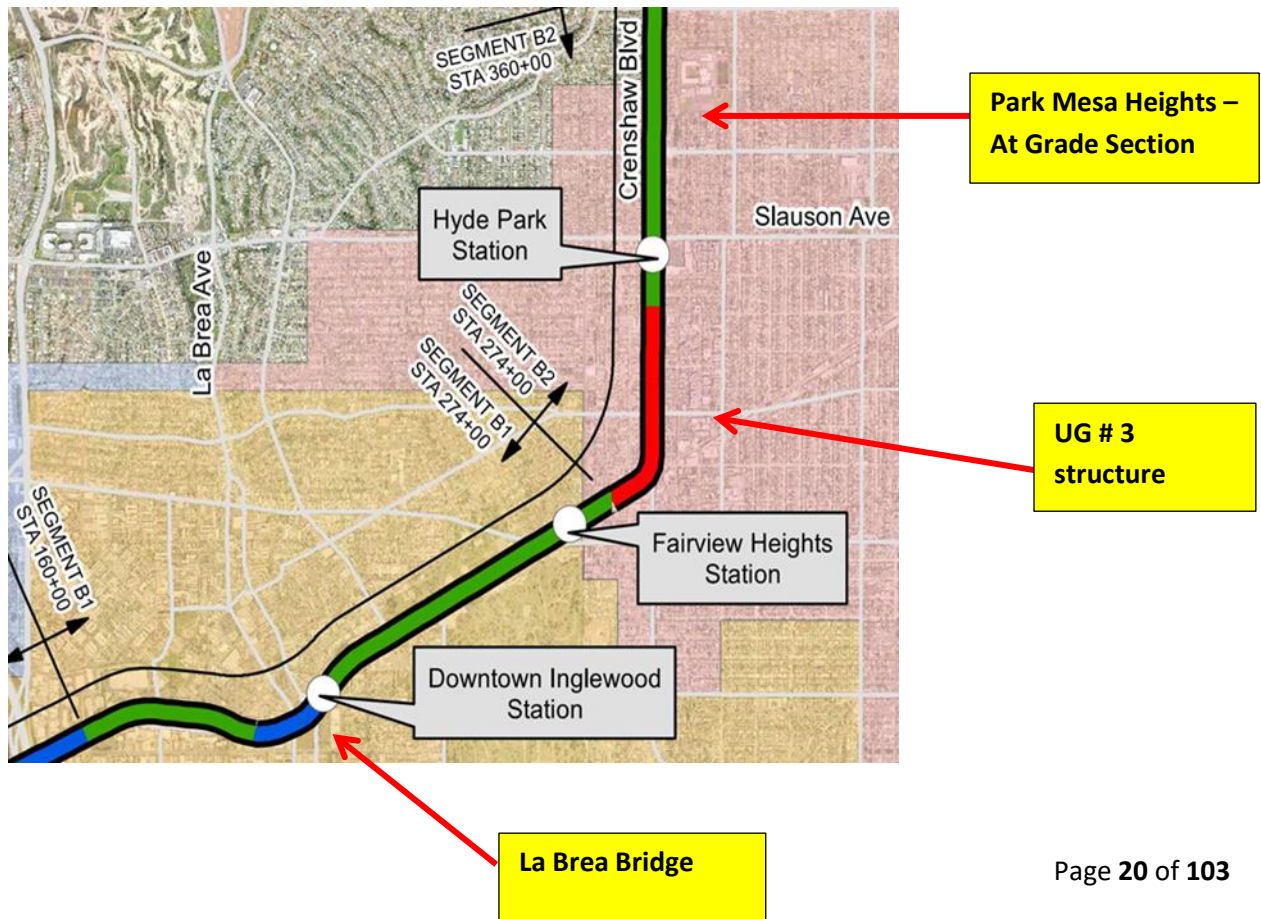 SEGMENT B2
STA 360+00
Crenshaw Blvd
Park Mesa Heights –
At Grade Section
Hyde Park
Station
Slauson Ave
La Brea Ave
SEGMENT B2
STA 274+00
SEGMENT B1
STA 274+00
UG # 3
structure
SEGMENT B1
STA 160+00
Fairview Heights
Station
Downtown Inglewood
Station
La Brea Bridge
Page 20 of 103